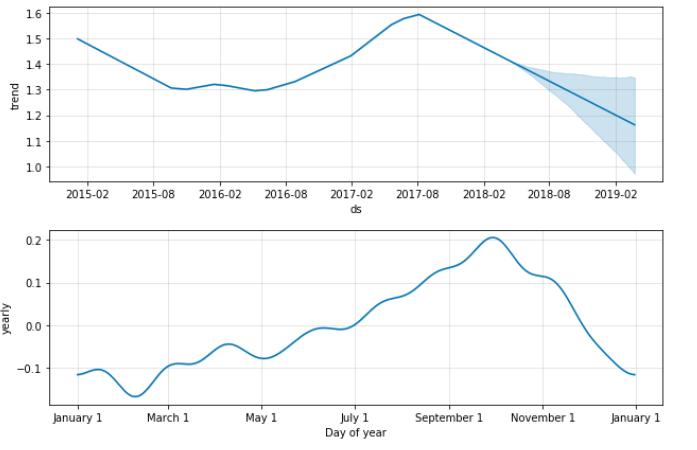 1.6
1.5
1.4
1.3
1.2
1.1
1.0
trend
2015-02 2015-08 2016-02 2016-08 2017-02 2017-08 2018-02 2018-08 2019-02
ds
0.2
0.1
0.0
−0.1
yearly
January 1 March 1 May 1 July 1 September 1 November 1 January 1
Day of year